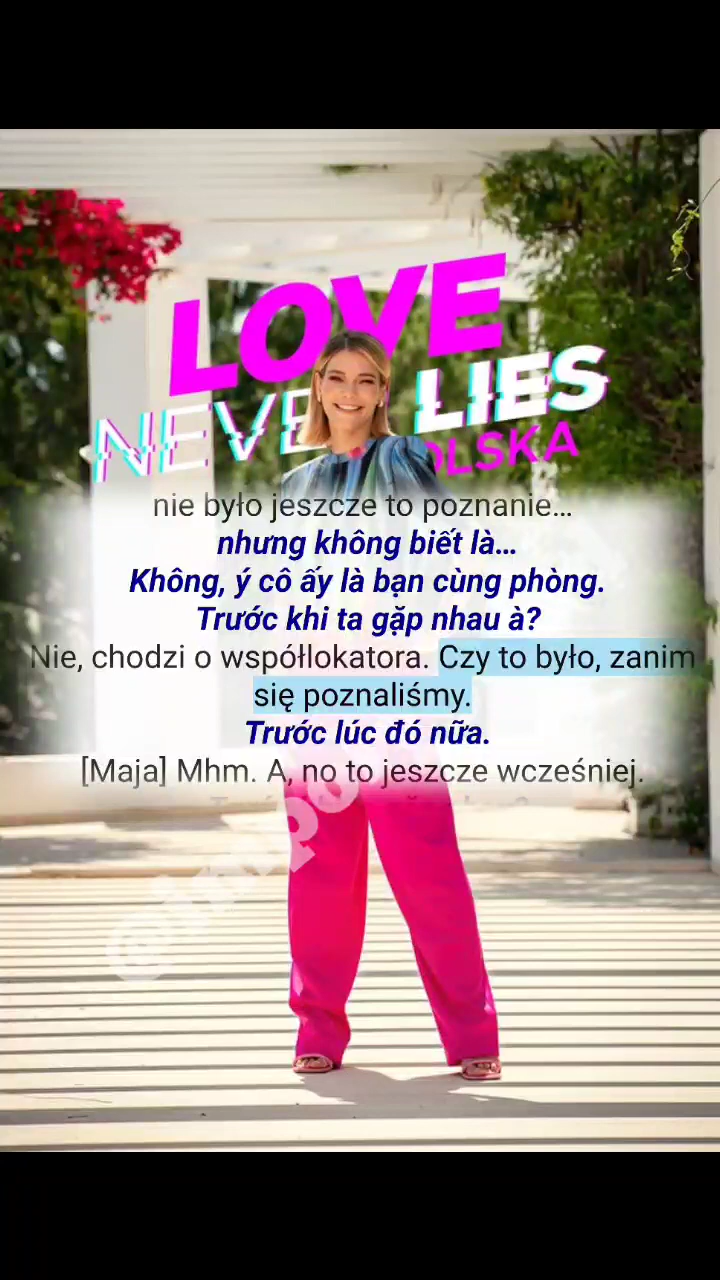 LOVE
NEVE LIES
OLSKA
nie było jeszcze to poznanie…
nhưng không biết là…
Không, ý cô ấy là bạn cùng phòng.
Trước khi ta gặp nhau à?
Nie, chodzi o współlokatora. Czy to było, zanim
się poznaliśmy.
Trước lúc đó nữa.
[Maja] Mhm. A, no to jeszcze wcześniej.